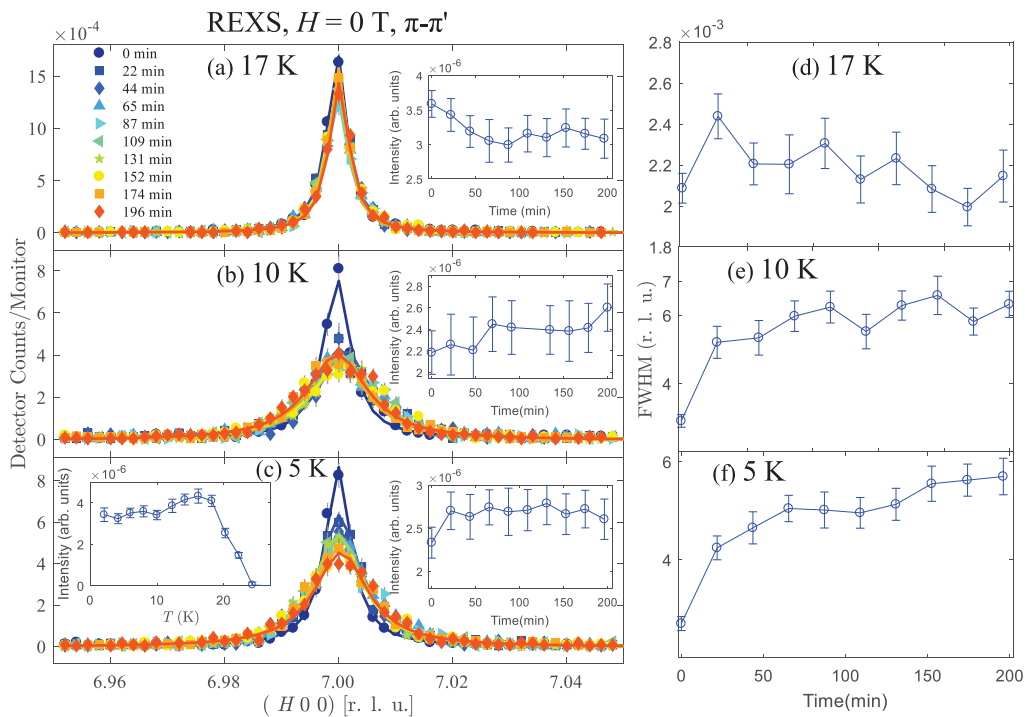 REXS, H = 0 T, π-π'
×10⁻⁴
0 min
22 min
44 min
65 min
87 min
109 min
131 min
152 min
174 min
196 min
(a) 17 K
15
10
5
0
×10⁻⁶
4
3.5
3
2.5
Intensity (arb. units)
0 50 100 150 200
Time (min)
(b) 10 K
8
6
4
2
0
×10⁻⁶
2.8
2.6
2.4
2.2
2
Intensity (arb. units)
0 50 100 150 200
Time(min)
(c) 5 K
8
6
4
2
0
×10⁻⁶
4
2
0
Intensity (arb. units)
0 10 20
T (K)
×10⁻⁶
3
2.5
2
Intensity (arb. units)
0 50 100 150 200
Time(min)
Detector Counts/Monitor
6.96 6.98 7.00 7.02 7.04
( H 0 0 ) [r. l. u.]
×10⁻³
(d) 17 K
2.8
2.6
2.4
2.2
2
1.8
(e) 10 K
6
4
FWHM (r. l. u.)
(f) 5 K
6
4
0 50 100 150 200
Time(min)